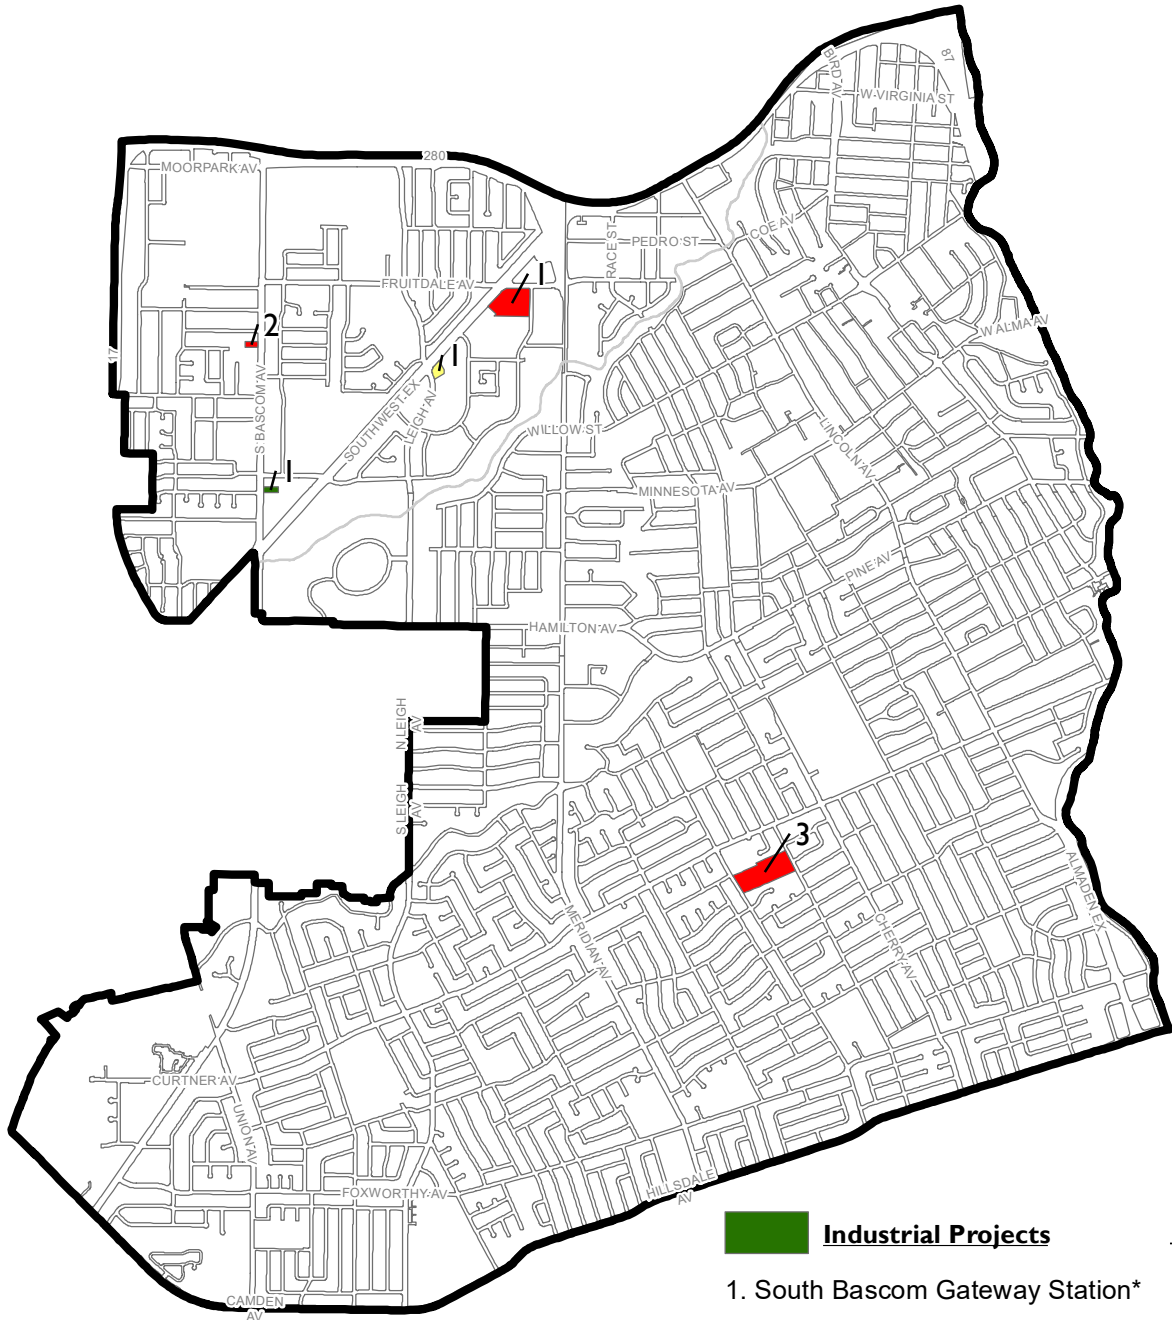 87
BIRD AV
W VIRGINIA ST
280
MOORPARK AV
RACE ST
PEDRO ST
COE AV
FRUITDALE AV
1
2
W ALMA AV
17
1
S BASCOM AV
SOUTHWEST EX
LEIGH AV
WILLOW ST
LINCOLN AV
1
MINNESOTA AV
PINE AV
HAMILTON AV
N LEIGH
AV
S LEIGH
AV
3
ALMADEN EX
MERIDIAN AV
CHERRY AV
CURTNER AV
UNION AV
FOXWORTHY AV
HILLSDALE
AV
CAMDEN
AV
Industrial Projects
1. South Bascom Gateway Station*